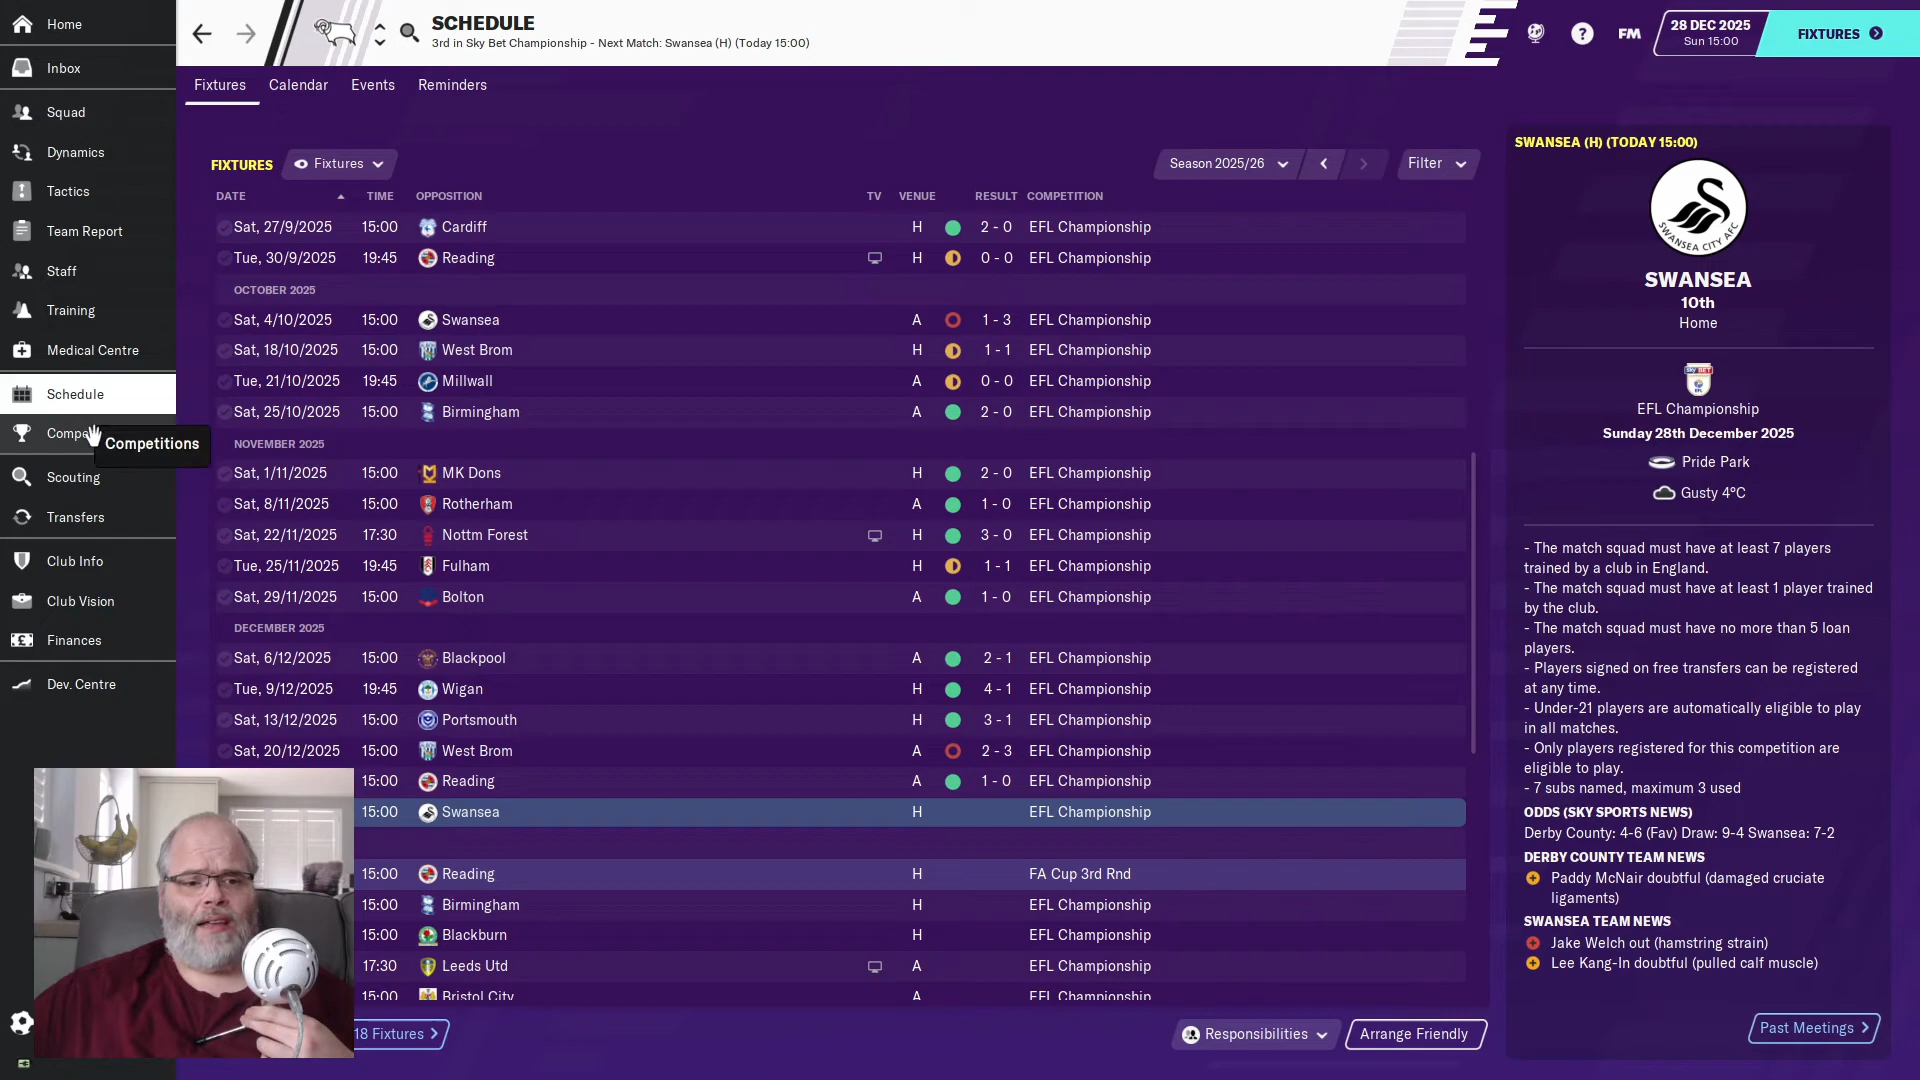 Home
SCHEDULE
3rd in Sky Bet Championship - Next Match: Swansea (H) (Today 15:00)
FM
28 DEC 2025
Sun 15:00
FIXTURES
Inbox
Squad
Dynamics
Tactics
Team Report
Staff
Training
Medical Centre
Schedule
Compe
Competitions
Scouting
Transfers
Club Info
Club Vision
Finances
Dev. Centre
Fixtures Calendar Events Reminders
FIXTURES Fixtures Season 2025/26 Filter
DATE TIME OPPOSITION TV VENUE RESULT COMPETITION
Sat, 27/9/2025 15:00 Cardiff H 2 - 0 EFL Championship
Tue, 30/9/2025 19:45 Reading H 0 - 0 EFL Championship
OCTOBER 2025
Sat, 4/10/2025 15:00 Swansea A 1 - 3 EFL Championship
Sat, 18/10/2025 15:00 West Brom H 1 - 1 EFL Championship
Tue, 21/10/2025 19:45 Millwall A 0 - 0 EFL Championship
Sat, 25/10/2025 15:00 Birmingham A 2 - 0 EFL Championship
NOVEMBER 2025
Sat, 1/11/2025 15:00 MK Dons H 2 - 0 EFL Championship
Sat, 8/11/2025 15:00 Rotherham A 1 - 0 EFL Championship
Sat, 22/11/2025 17:30 Nottm Forest H 3 - 0 EFL Championship
Tue, 25/11/2025 19:45 Fulham H 1 - 1 EFL Championship
Sat, 29/11/2025 15:00 Bolton A 1 - 0 EFL Championship
DECEMBER 2025
Sat, 6/12/2025 15:00 Blackpool A 2 - 1 EFL Championship
Tue, 9/12/2025 19:45 Wigan H 4 - 1 EFL Championship
Sat, 13/12/2025 15:00 Portsmouth H 3 - 1 EFL Championship
Sat, 20/12/2025 15:00 West Brom A 2 - 3 EFL Championship
15:00 Reading A 1 - 0 EFL Championship
15:00 Swansea H EFL Championship
15:00 Reading H FA Cup 3rd Rnd
15:00 Birmingham H EFL Championship
15:00 Blackburn H EFL Championship
17:30 Leeds Utd A EFL Championship
15:00 Bristol City A EFL Championship
18 Fixtures
Responsibilities
Arrange Friendly
SWANSEA (H) (TODAY 15:00)
SWANSEA CITY AFC
SWANSEA
10th
Home
sky BET
EFL
EFL Championship
Sunday 28th December 2025
Pride Park
Gusty 4°C
- The match squad must have at least 7 players
trained by a club in England.
- The match squad must have at least 1 player trained
by the club.
- The match squad must have no more than 5 loan
players.
- Players signed on free transfers can be registered
at any time.
- Under-21 players are automatically eligible to play
in all matches.
- Only players registered for this competition are
eligible to play.
- 7 subs named, maximum 3 used
ODDS (SKY SPORTS NEWS)
Derby County: 4-6 (Fav) Draw: 9-4 Swansea: 7-2
DERBY COUNTY TEAM NEWS
Paddy McNair doubtful (damaged cruciate
ligaments)
SWANSEA TEAM NEWS
Jake Welch out (hamstring strain)
Lee Kang-In doubtful (pulled calf muscle)
Past Meetings